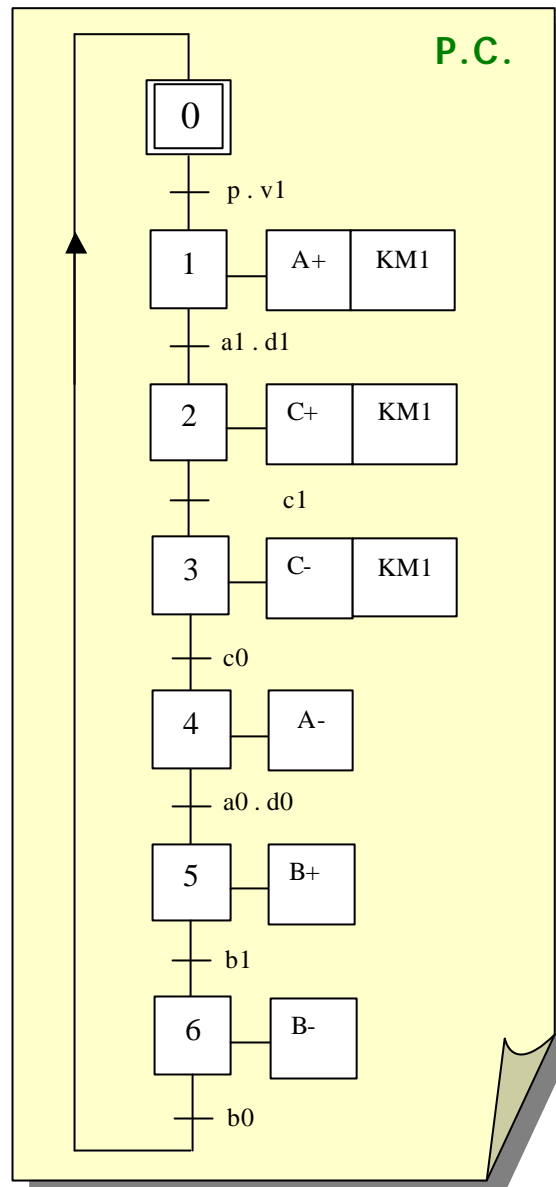 P.C.
0
p . v1
1 A+ KM1
a1 . d1
2 C+ KM1
c1
3 C- KM1
c0
4 A-
a0 . d0
5 B+
b1
6 B-
b0